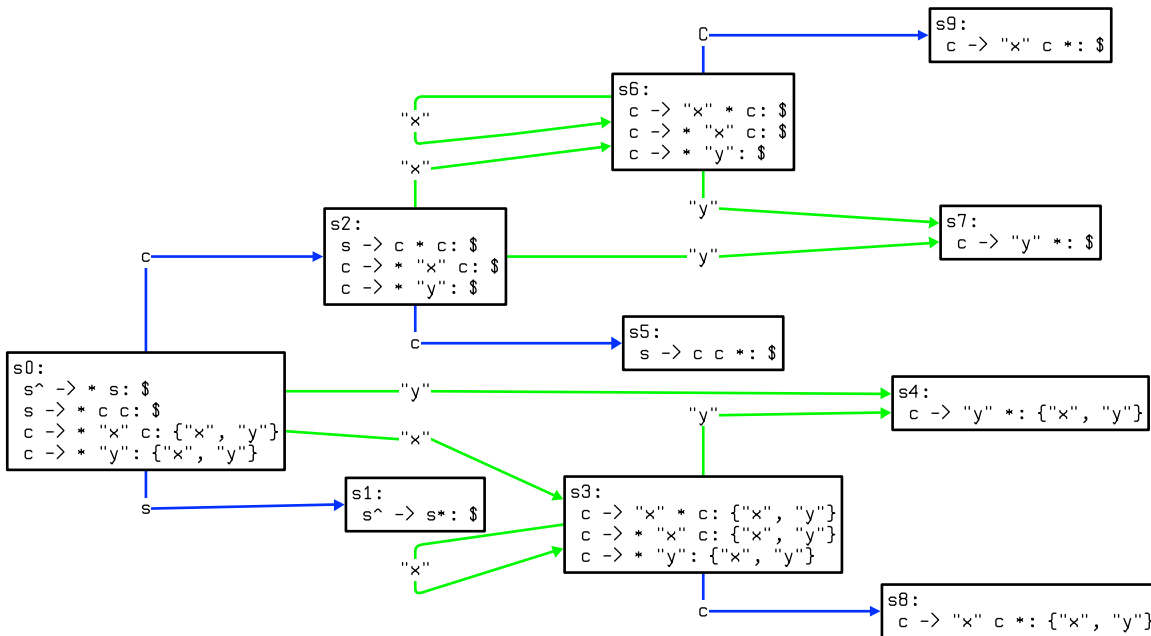 s9:
c -> "x" c *: $
C
s6:
c -> "x" * c: $
c -> * "x" c: $
c -> * "y": $
"x"
"x"
"y"
s7:
c -> "y" *: $
s2:
s -> c * c: $
c -> * "x" c: $
c -> * "y": $
"y"
c
c
s5:
s -> c c *: $
s0:
s^ -> * s: $
s -> * c c: $
c -> * "x" c: {"x", "y"}
c -> * "y": {"x", "y"}
"y"
"x"
"y"
s4:
c -> "y" *: {"x", "y"}
s
s1:
s^ -> s*: $
s3:
c -> "x" * c: {"x", "y"}
c -> * "x" c: {"x", "y"}
c -> * "y": {"x", "y"}
"x"
c
s8:
c -> "x" c *: {"x", "y"}